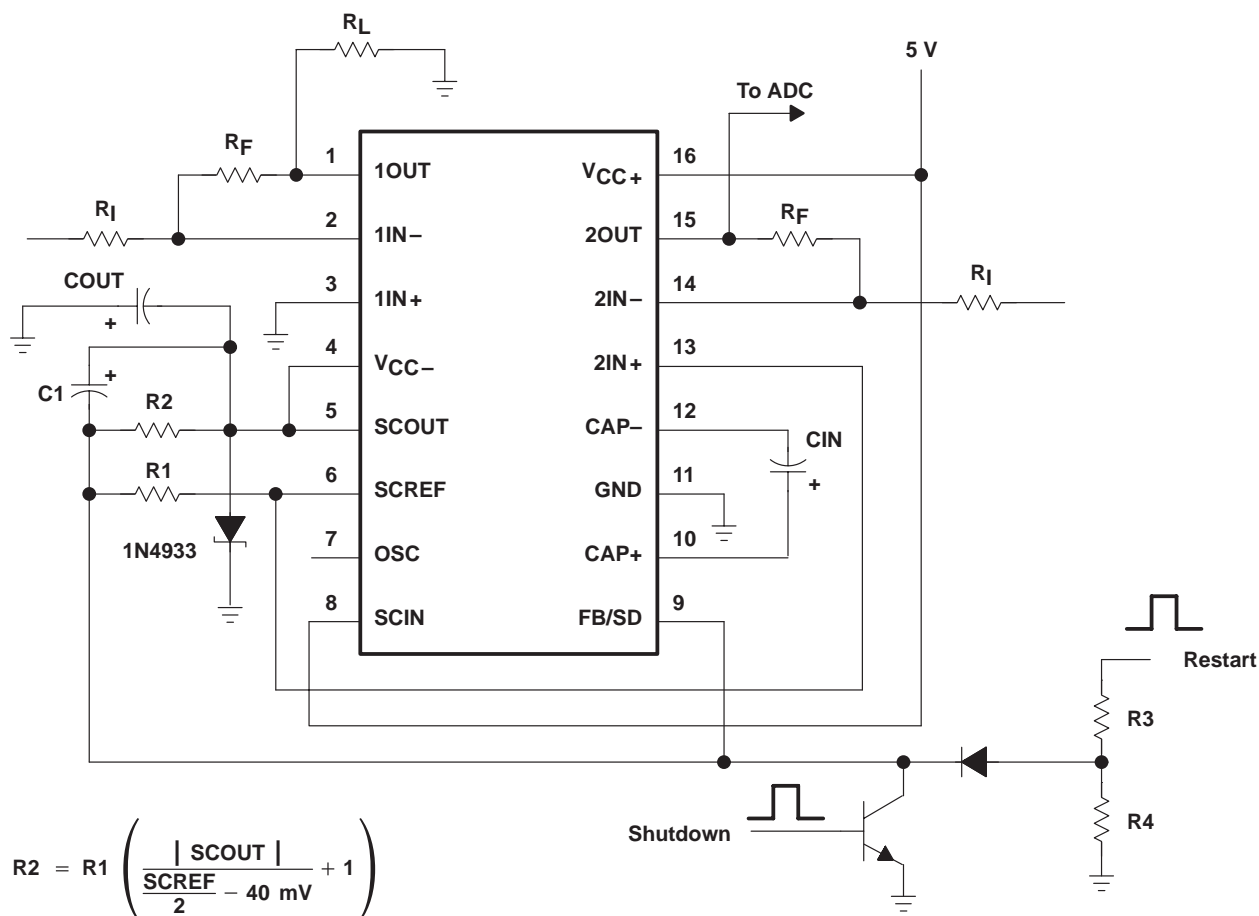 RL
5 V
To ADC
RF
1
1OUT
VCC+
16
RI
2
1IN−
2OUT
15
RF
COUT
+
3
1IN+
2IN−
14
RI
4
VCC−
2IN+
13
C1
+
R2
5
SCOUT
CAP−
12
CIN
+
R1
6
SCREF
GND
11
1N4933
7
OSC
CAP+
10
8
SCIN
FB/SD
9
Restart
R3
R4
Shutdown
R2 = R1 ( | SCOUT | / (SCREF/2 − 40 mV) + 1 )